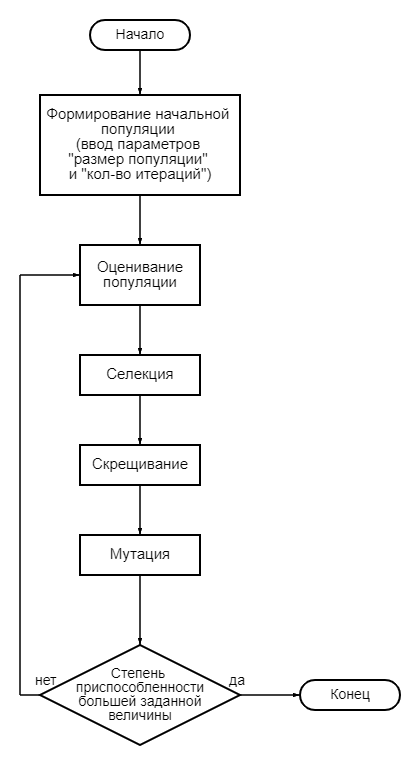 Начало
Формирование начальной
популяции
(ввод параметров
"размер популяции"
и "кол-во итераций")
Оценивание
популяции
Селекция
Скрещивание
Мутация
Степень
приспособленности
большей заданной
величины
нет
да
Конец